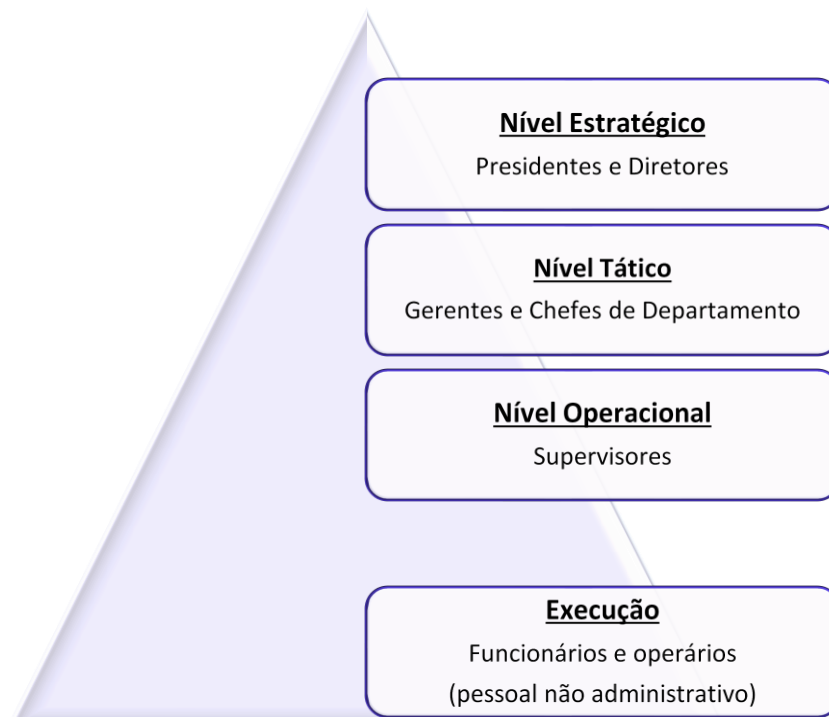 Nível Estratégico
Presidentes e Diretores
Nível Tático
Gerentes e Chefes de Departamento
Nível Operacional
Supervisores
Execução
Funcionários e operários
(pessoal não administrativo)